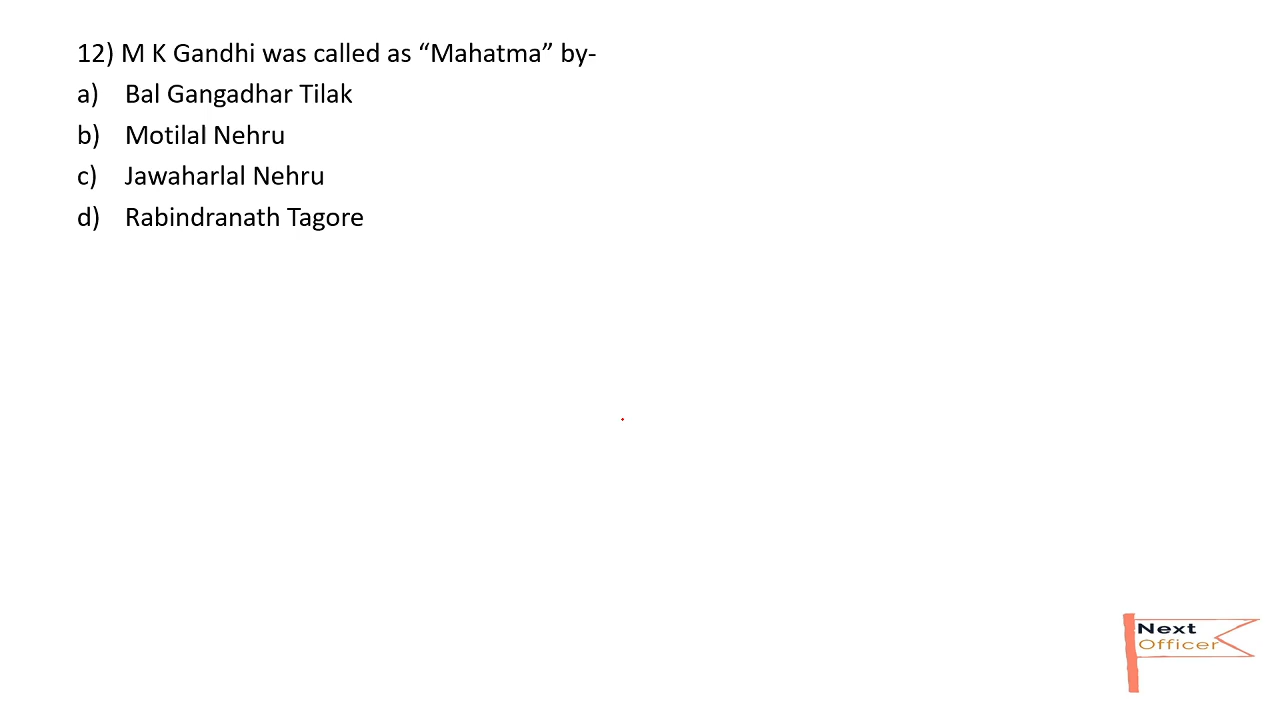 12) M K Gandhi was called as “Mahatma” by-
a) Bal Gangadhar Tilak
b) Motilal Nehru
c) Jawaharlal Nehru
d) Rabindranath Tagore
Next
Officer